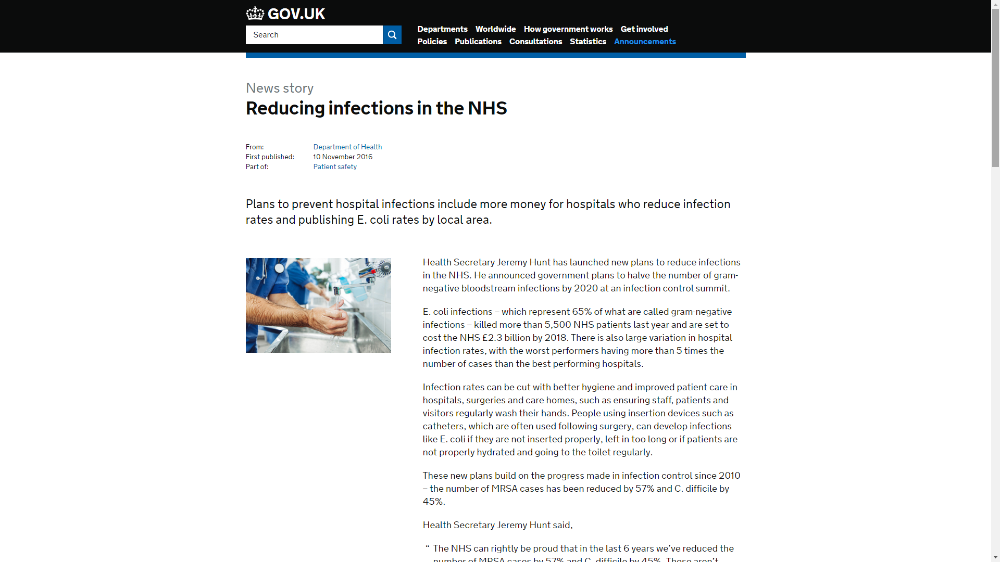 GOV.UK
Search
Departments Worldwide How government works Get involved
Policies Publications Consultations Statistics Announcements
News story
Reducing infections in the NHS
From: Department of Health
First published: 10 November 2016
Part of: Patient safety
Plans to prevent hospital infections include more money for hospitals who reduce infection
rates and publishing E. coli rates by local area.
Health Secretary Jeremy Hunt has launched new plans to reduce infections
in the NHS. He announced government plans to halve the number of gram-
negative bloodstream infections by 2020 at an infection control summit.
E. coli infections – which represent 65% of what are called gram-negative
infections – killed more than 5,500 NHS patients last year and are set to
cost the NHS £2.3 billion by 2018. There is also large variation in hospital
infection rates, with the worst performers having more than 5 times the
number of cases than the best performing hospitals.
Infection rates can be cut with better hygiene and improved patient care in
hospitals, surgeries and care homes, such as ensuring staff, patients and
visitors regularly wash their hands. People using insertion devices such as
catheters, which are often used following surgery, can develop infections
like E. coli if they are not inserted properly, left in too long or if patients are
not properly hydrated and going to the toilet regularly.
These new plans build on the progress made in infection control since 2010
– the number of MRSA cases has been reduced by 57% and C. difficile by
45%.
Health Secretary Jeremy Hunt said,
“ The NHS can rightly be proud that in the last 6 years we’ve reduced the
number of MRSA cases by 57% and C. difficile by 45%. These aren’t